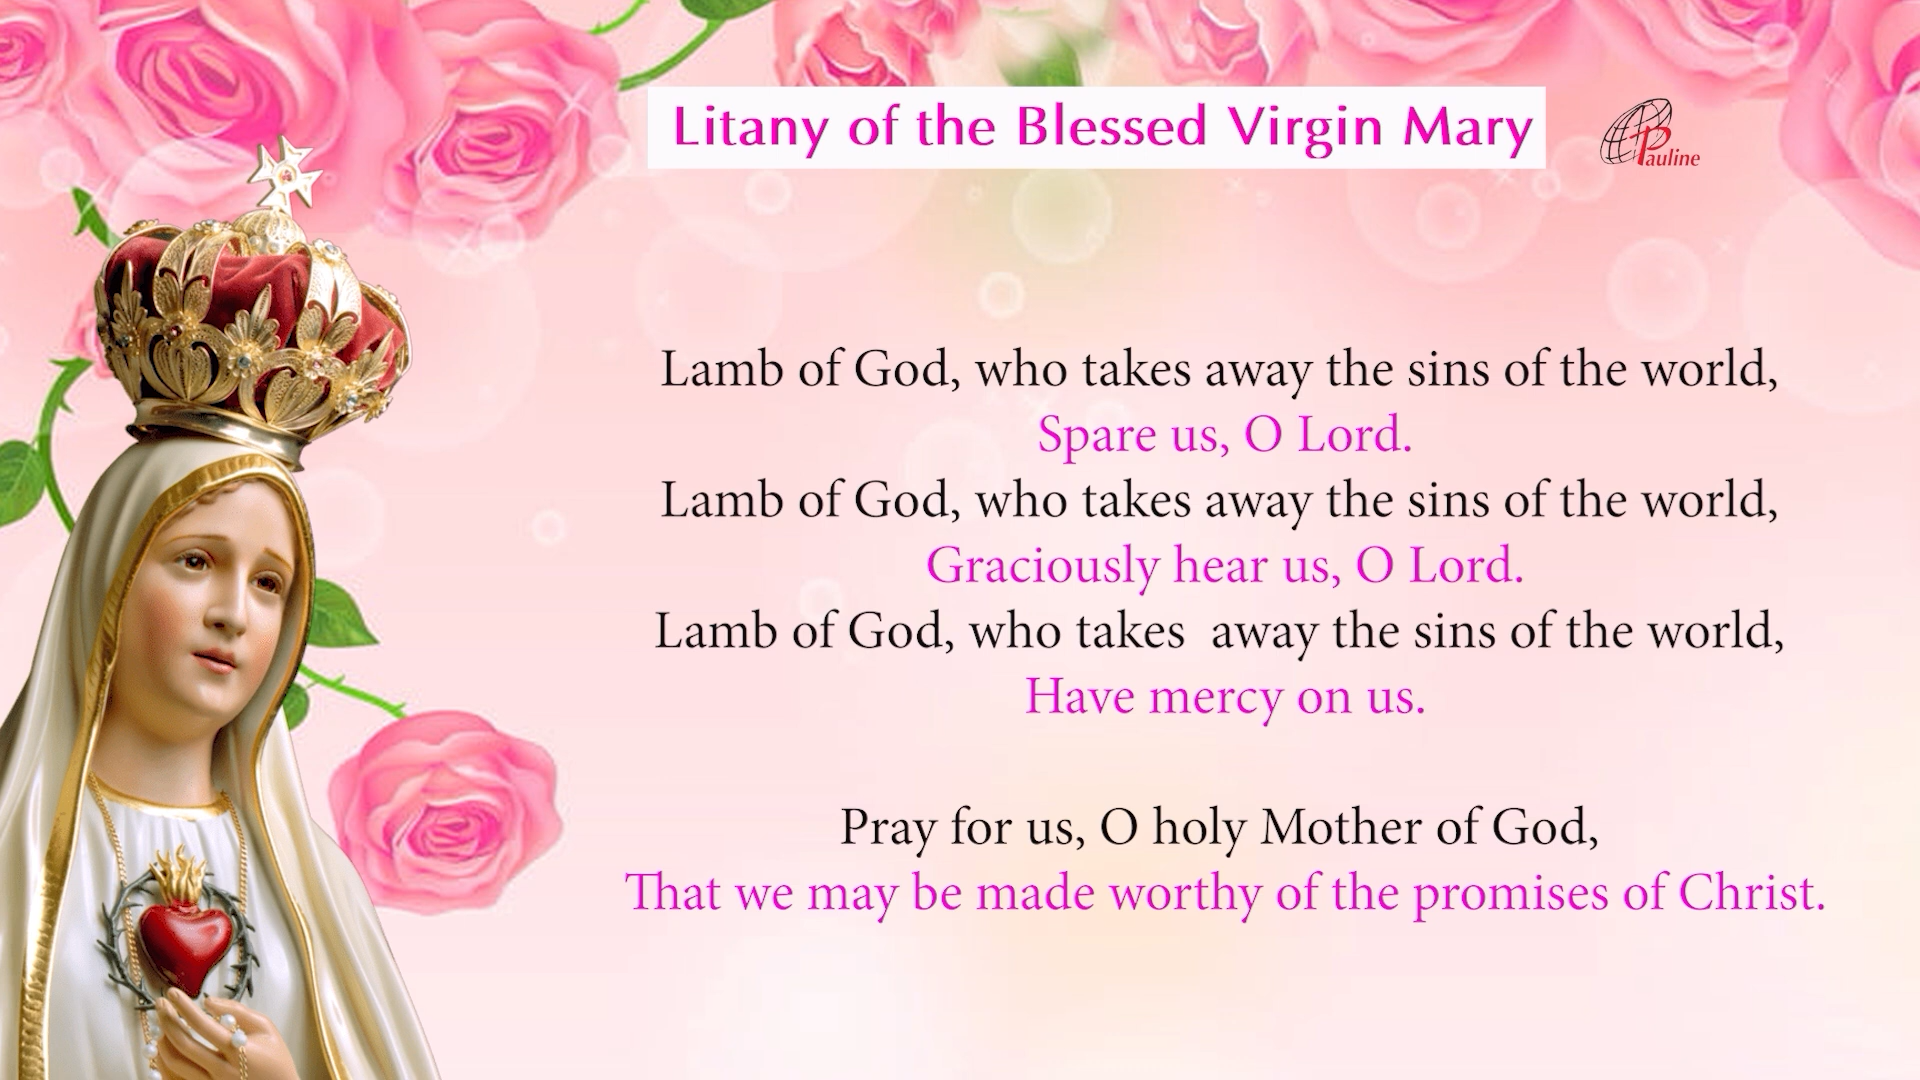 Litany of the Blessed Virgin Mary
Pauline
Lamb of God, who takes away the sins of the world,
Spare us, O Lord.
Lamb of God, who takes away the sins of the world,
Graciously hear us, O Lord.
Lamb of God, who takes  away the sins of the world,
Have mercy on us.
Pray for us, O holy Mother of God,
That we may be made worthy of the promises of Christ.